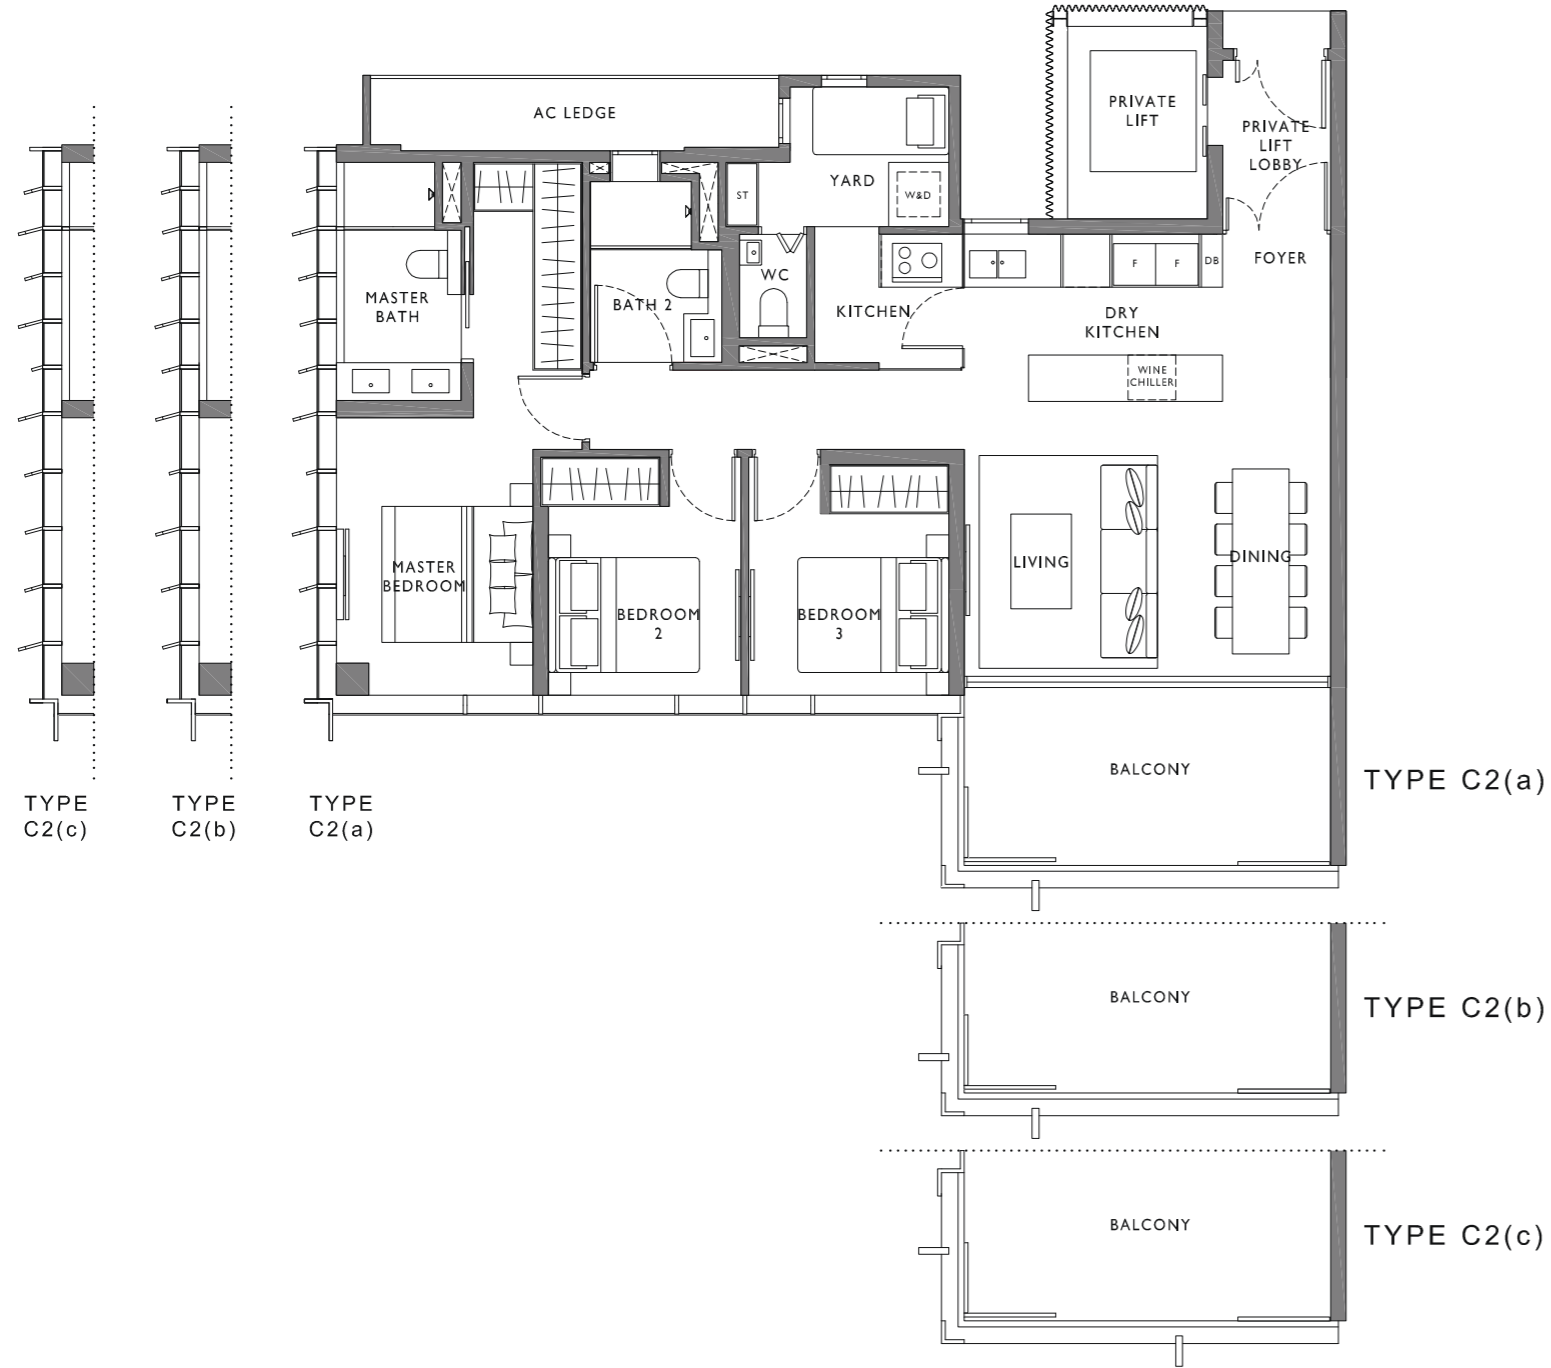 AC LEDGE
PRIVATE
LIFT
PRIVATE
LIFT
LOBBY
YARD
ST
W&D
WC
KITCHEN
F
F
DB
FOYER
MASTER
BATH
BATH 2
DRY
KITCHEN
WINE
CHILLER
MASTER
BEDROOM
BEDROOM
2
BEDROOM
3
LIVING
DINING
BALCONY
TYPE C2(a)
TYPE
C2(c)
TYPE
C2(b)
TYPE
C2(a)
BALCONY
TYPE C2(b)
BALCONY
TYPE C2(c)